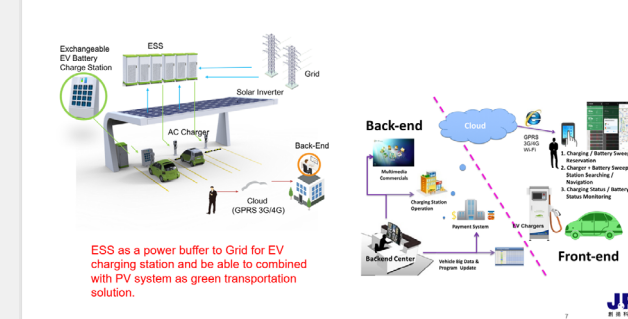 Exchangeable
EV Battery
Charge Station
ESS
Grid
Solar Inverter
AC Charger
Back-End
Cloud
(GPRS 3G/4G)
ESS as a power buffer to Grid for EV
charging station and be able to combined
with PV system as green transportation
solution.
Back-end
Cloud
GPRS
3G/4G
Wi-Fi
Multimedia
Commercials
Charging Station
Operation
Payment System
Backend Center
Vehicle Big Data &
Program Update
EV Chargers
1. Charging / Battery Sweep
Reservation
2. Charger + Battery Sweep
Station Searching /
Navigation
3. Charging Status / Battery
Status Monitoring
Front-end
7